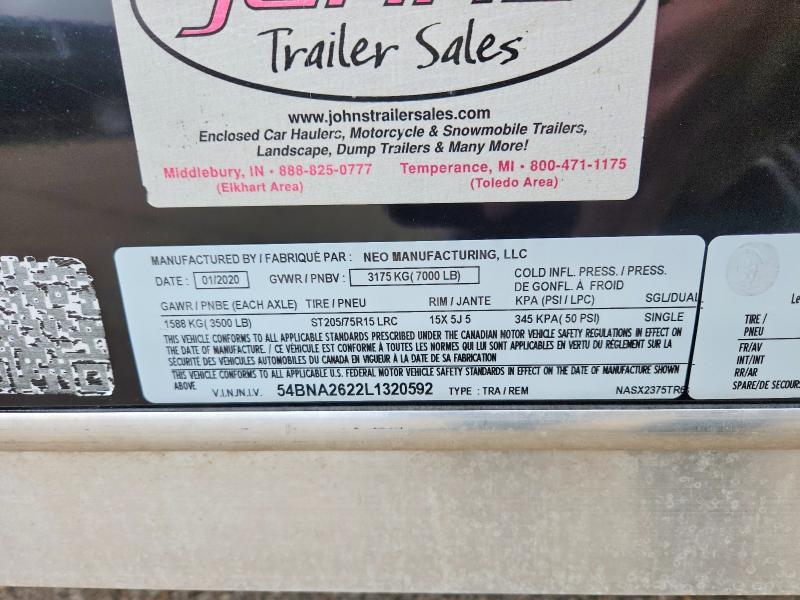 Trailer Sales
www.johnstrailersales.com
Enclosed Car Haulers, Motorcycle & Snowmobile Trailers,
Landscape, Dump Trailers & Many More!
Middlebury, IN • 888-825-0777 Temperance, MI • 800-471-1175
(Elkhart Area) (Toledo Area)
MANUFACTURED BY / FABRIQUÉ PAR : NEO MANUFACTURING, LLC
DATE : 01/2020 GVWR / PNBV : 3175 KG( 7000 LB) COLD INFL. PRESS. / PRESS.
DE GONFL. À FROID
GAWR / PNBE (EACH AXLE) TIRE / PNEU RIM / JANTE KPA (PSI / LPC) SGL/DUAL
1588 KG( 3500 LB) ST205/75R15 LRC 15X 5J 5 345 KPA( 50 PSI) SINGLE
THIS VEHICLE CONFORMS TO ALL APPLICABLE STANDARDS PRESCRIBED UNDER THE CANADIAN MOTOR VEHICLE SAFETY REGULATIONS IN EFFECT ON
THE DATE OF MANUFACTURE. / CE VÉHICULE EST CONFORME À TOUTES LES NORMES QUI LUI SONT APPLICABLES EN VERTU DU RÈGLEMENT SUR LA
SÉCURITÉ DES VÉHICULES AUTOMOBILES DU CANADA EN VIGUEUR À LA DATE DE SA FABRICATION
THIS VEHICLE CONFORMS TO ALL APPLICABLE U.S. FEDERAL MOTOR VEHICLE SAFETY STANDARDS IN EFFECT ON THE DATE OF MANUFACTURE SHOWN
ABOVE.
V.I.N./N.I.V. 54BNA2622L1320592 TYPE : TRA / REM NASX2375TR6
TIRE /
PNEU
FR/AV
INT/INT
RR/AR
SPARE/DE SECOURS